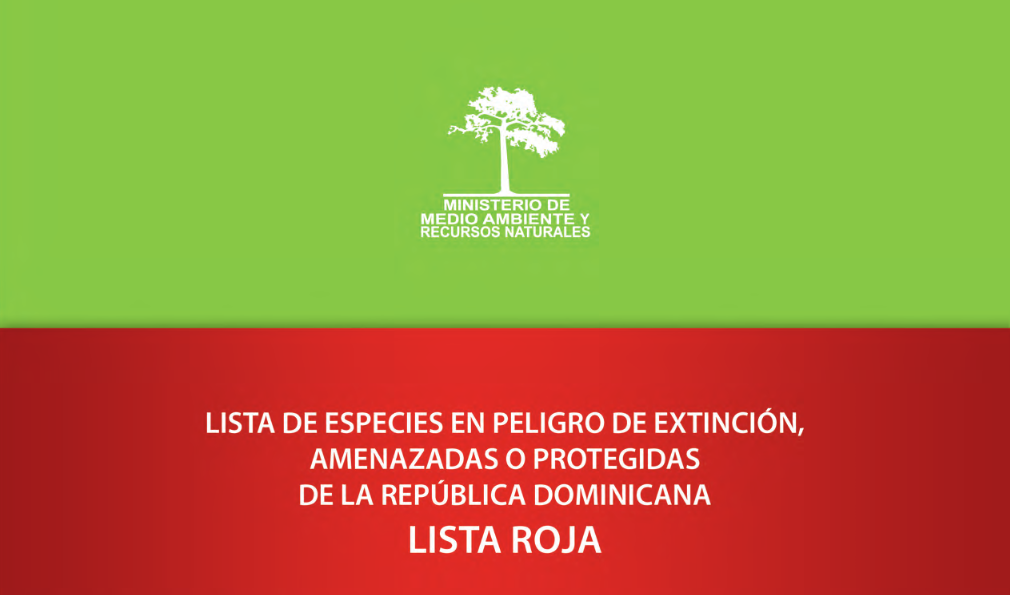 MINISTERIO DE
MEDIO AMBIENTE Y
RECURSOS NATURALES
LISTA DE ESPECIES EN PELIGRO DE EXTINCIÓN,
AMENAZADAS O PROTEGIDAS
DE LA REPÚBLICA DOMINICANA
LISTA ROJA